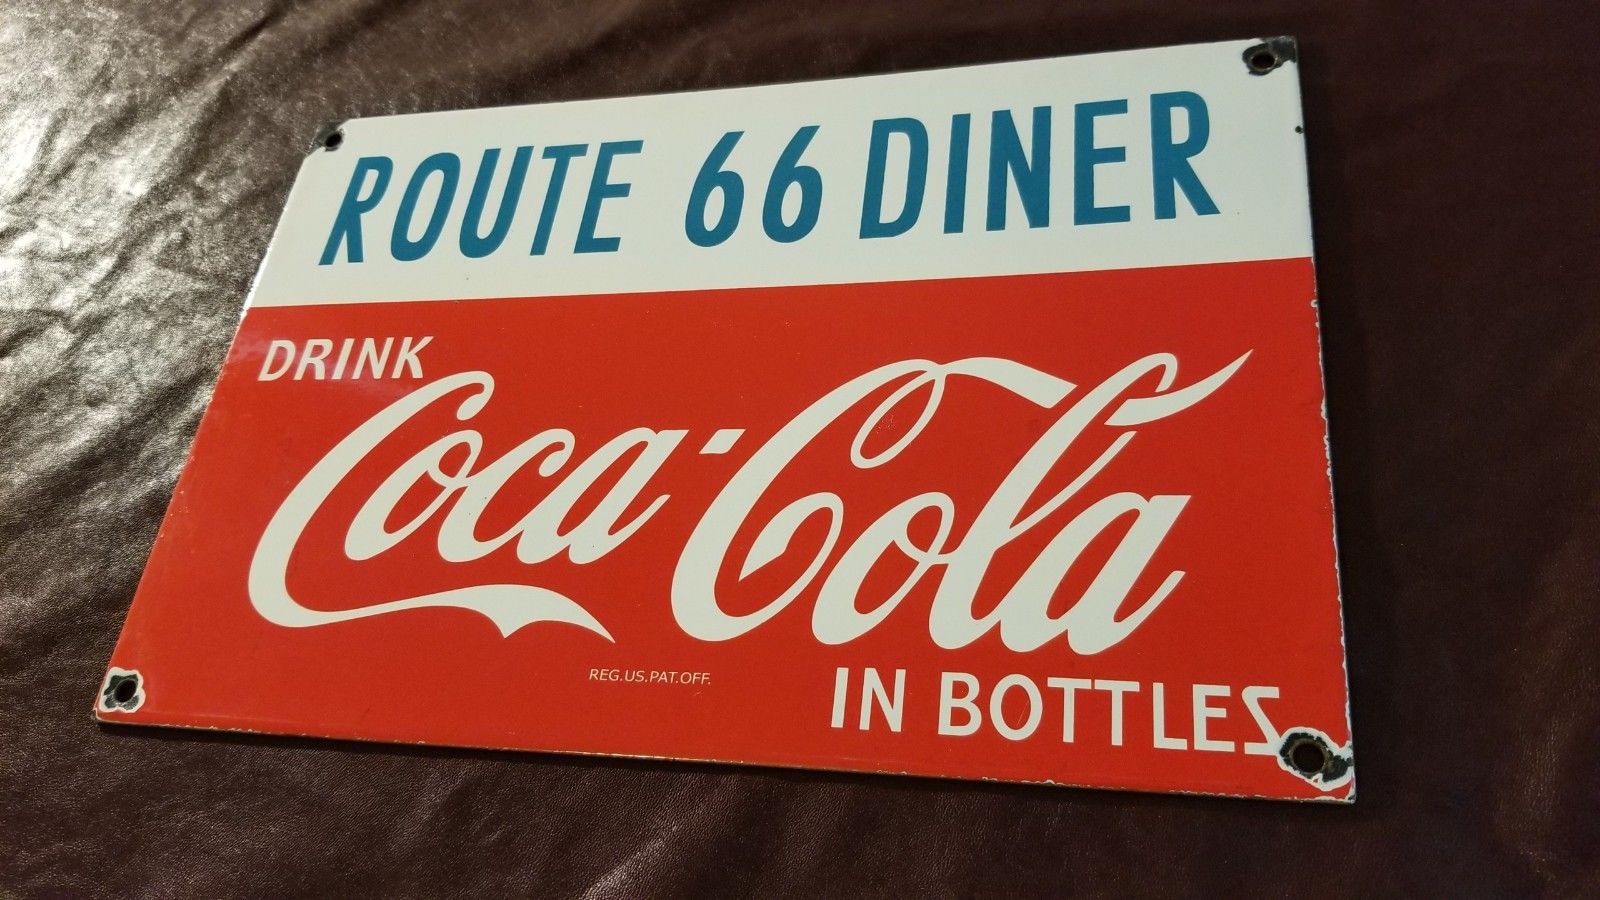 ROUTE 66 DINER
DRINK
Coca-Cola
REG.US.PAT.OFF.
IN BOTTLES